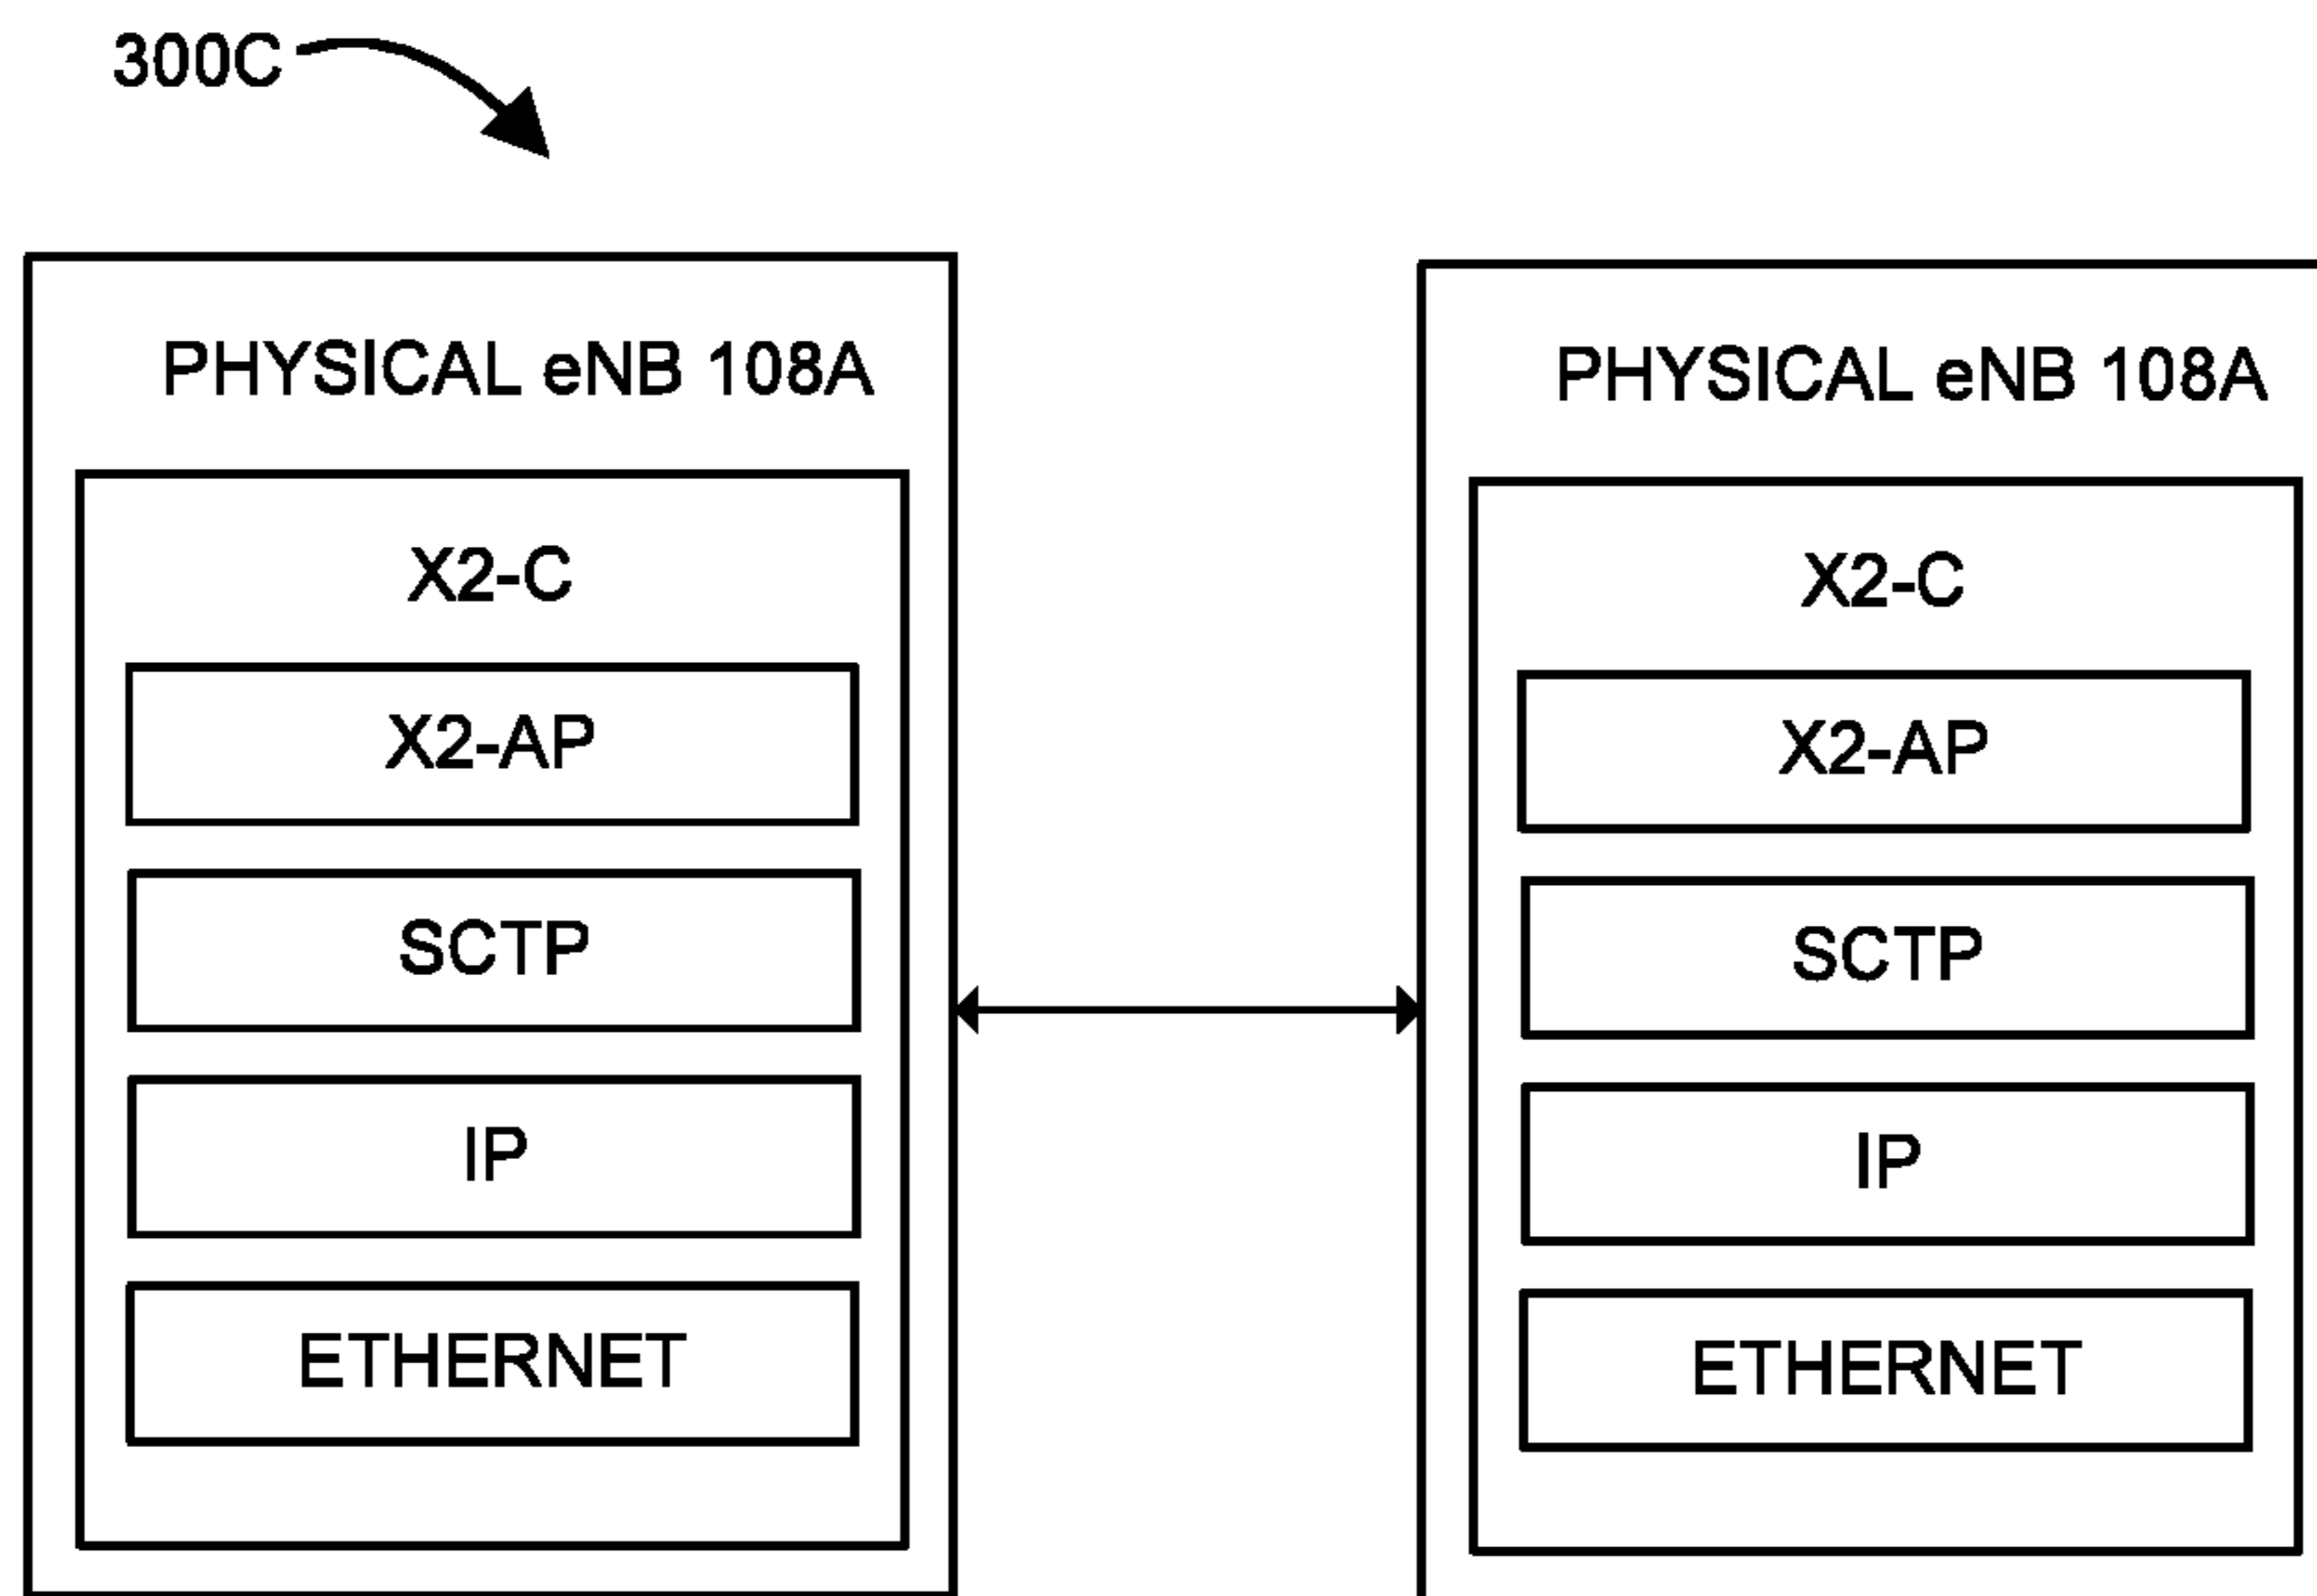 300C
PHYSICAL eNB 108A
X2-C
X2-AP
SCTP
IP
ETHERNET
PHYSICAL eNB 108A
X2-C
X2-AP
SCTP
IP
ETHERNET